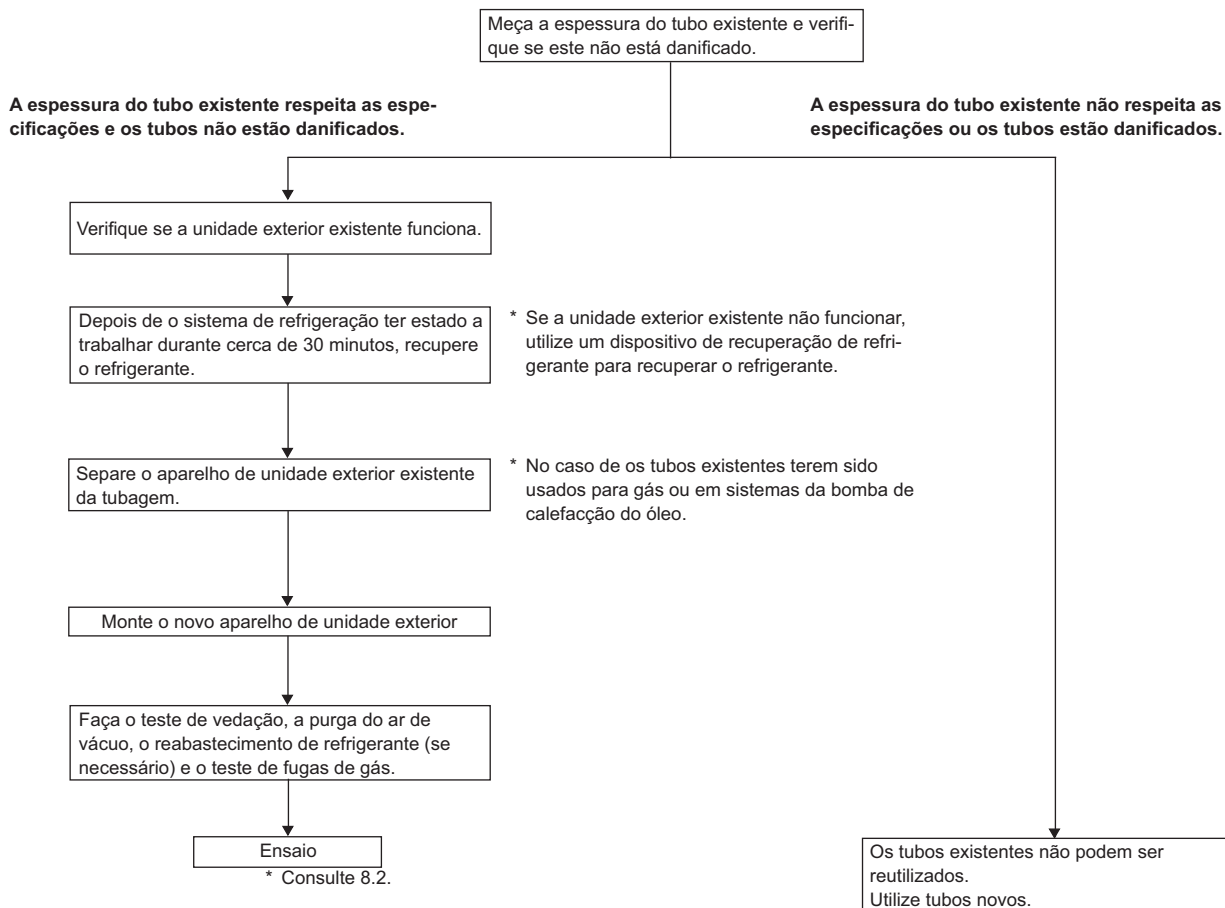 Meça a espessura do tubo existente e verifi-
que se este não está danificado.
A espessura do tubo existente respeita as espe-
cificações e os tubos não estão danificados.
A espessura do tubo existente não respeita as
especificações ou os tubos estão danificados.
Verifique se a unidade exterior existente funciona.
Depois de o sistema de refrigeração ter estado a
trabalhar durante cerca de 30 minutos, recupere
o refrigerante.
* Se a unidade exterior existente não funcionar,
utilize um dispositivo de recuperação de refri-
gerante para recuperar o refrigerante.
Separe o aparelho de unidade exterior existente
da tubagem.
* No caso de os tubos existentes terem sido
usados para gás ou em sistemas da bomba de
calefacção do óleo.
Monte o novo aparelho de unidade exterior
Faça o teste de vedação, a purga do ar de
vácuo, o reabastecimento de refrigerante (se
necessário) e o teste de fugas de gás.
Ensaio
* Consulte 8.2.
Os tubos existentes não podem ser
reutilizados.
Utilize tubos novos.